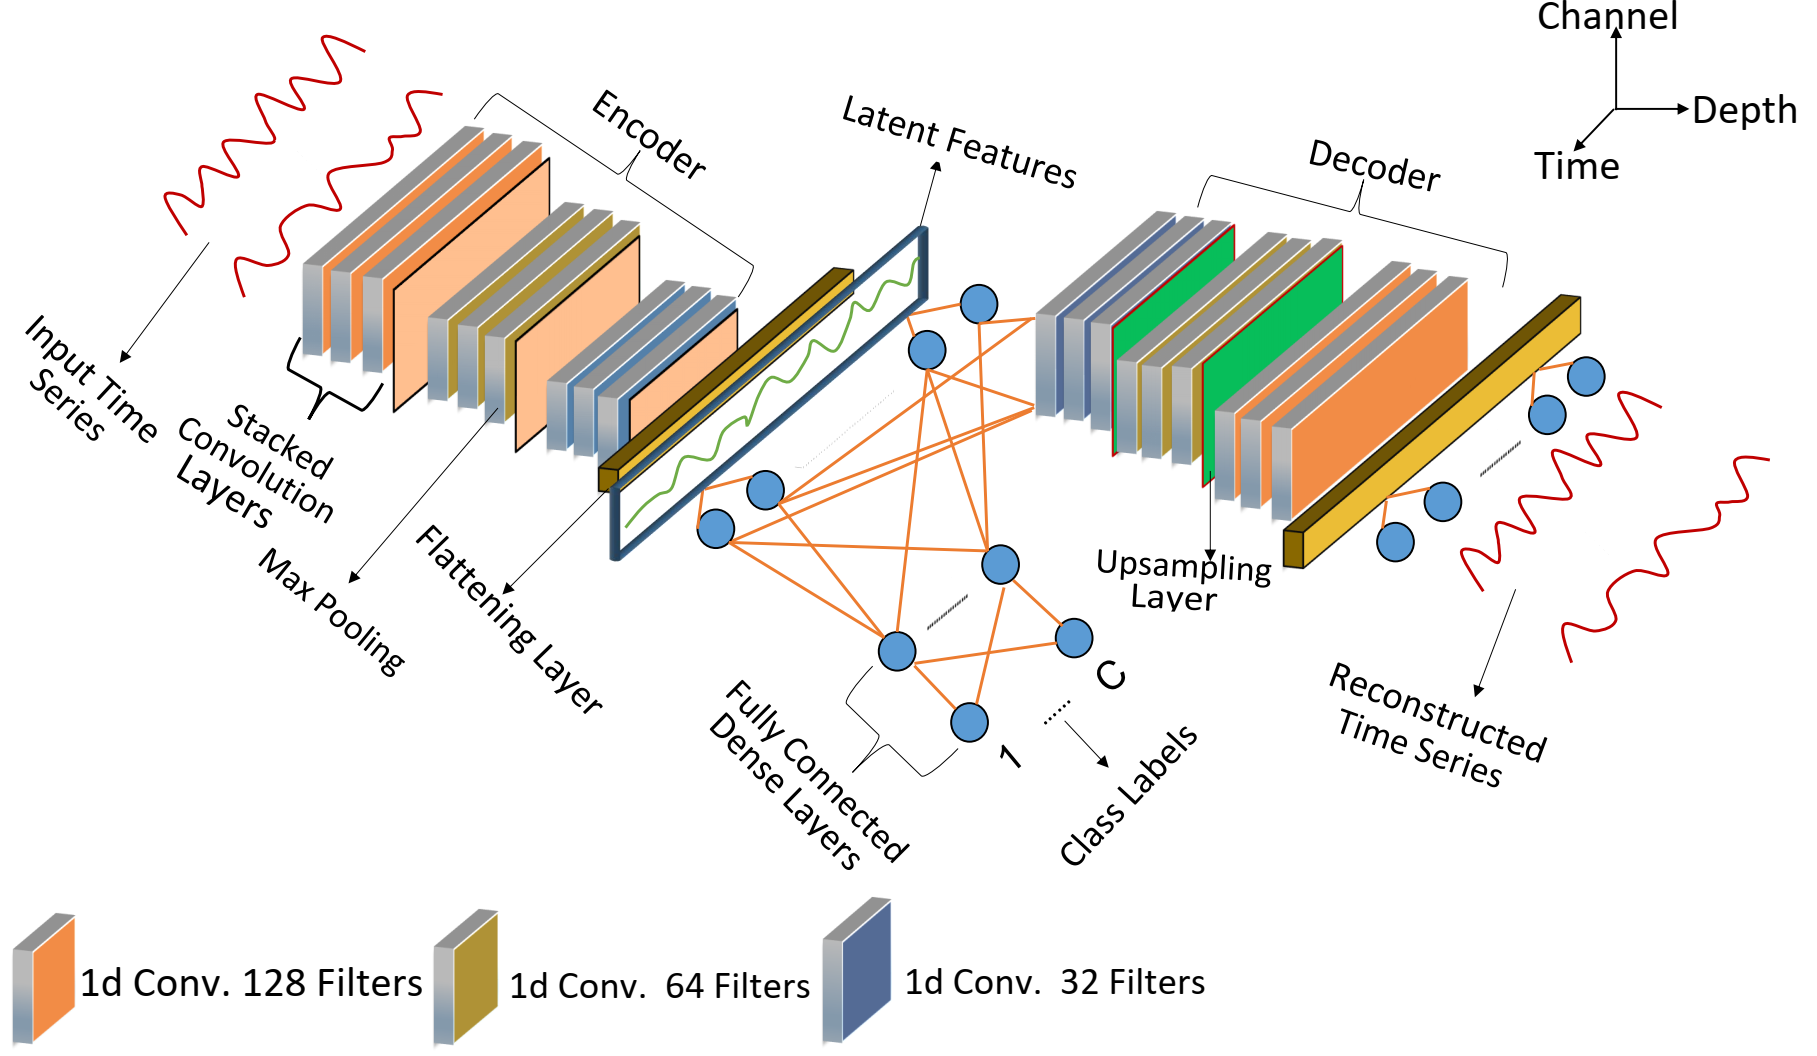 Channel
Depth
Time
Encoder
Latent Features
Decoder
Input Time
Series
Stacked
Convolution
Layers
Max Pooling
Flattening Layer
Upsampling
Layer
Fully Connected
Dense Layers
1
C
Class Labels
Reconstructed
Time Series
1d Conv. 128 Filters
1d Conv. 64 Filters
1d Conv. 32 Filters